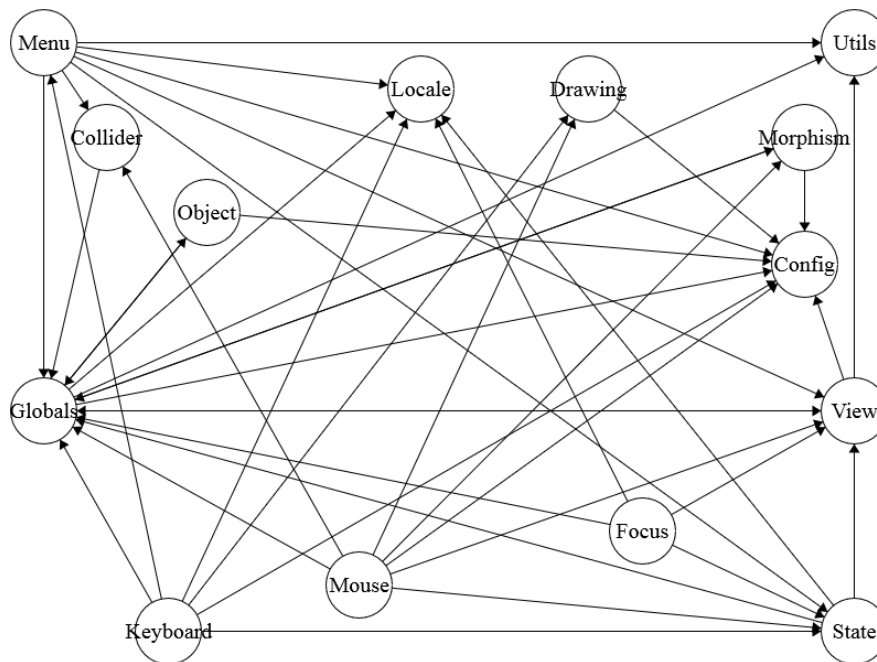 Menu
Utils
Locale
Drawing
Collider
Morphism
Object
Config
Globals
View
Focus
Mouse
Keyboard
State